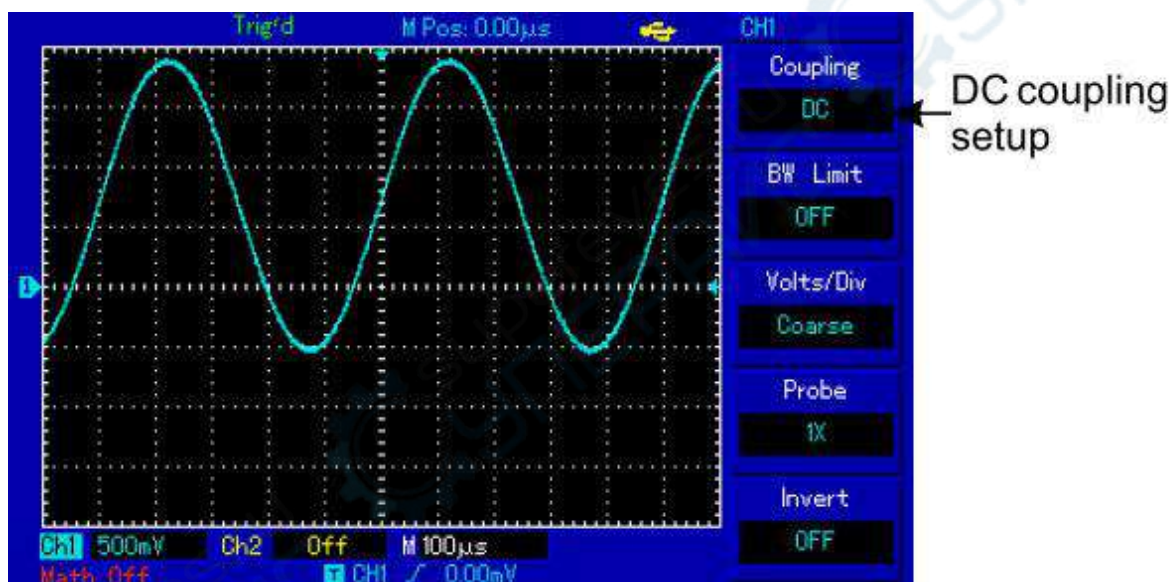 Trig'd M Pos: 0.00µs CH1
Coupling
DC
DC coupling
setup
BW Limit
OFF
1
Volts/Div
Coarse
Probe
1X
Invert
OFF
Ch1 500mV Ch2 Off M 100µs
Math Off T CH1 / 0.00mV